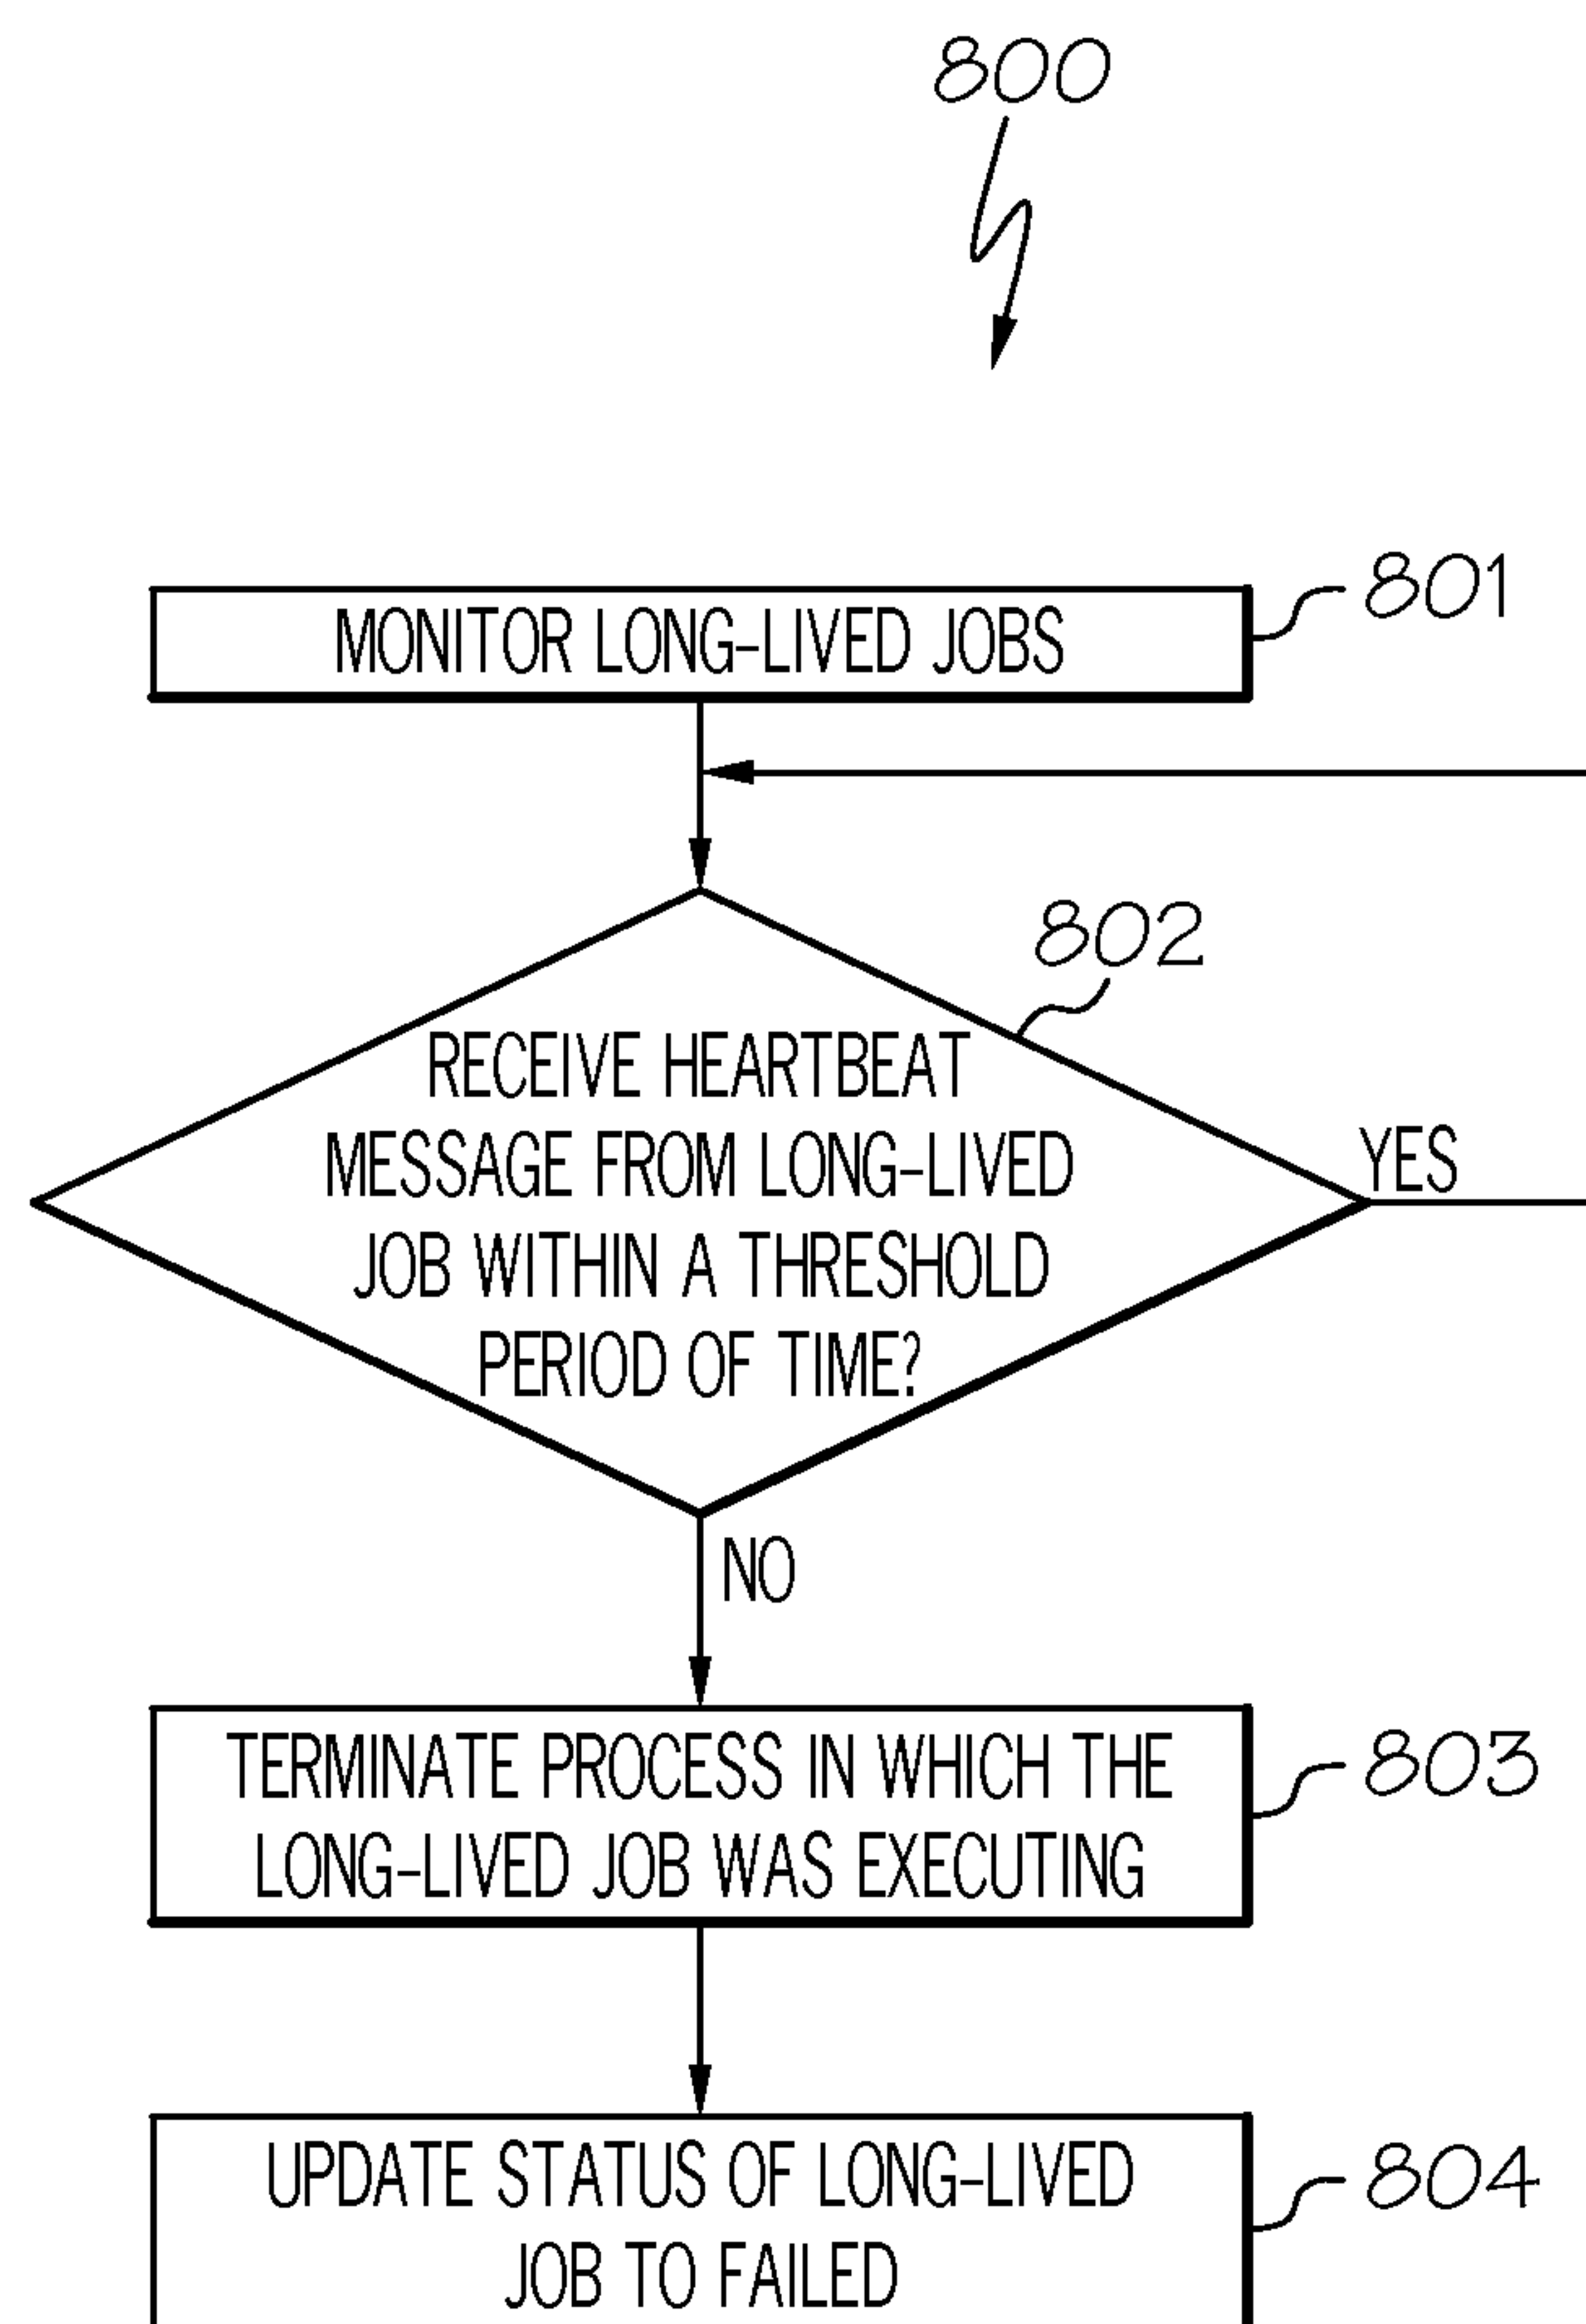 800
MONITOR LONG-LIVED JOBS
801
802
RECEIVE HEARTBEAT
MESSAGE FROM LONG-LIVED
JOB WITHIN A THRESHOLD
PERIOD OF TIME?
YES
NO
TERMINATE PROCESS IN WHICH THE
LONG-LIVED JOB WAS EXECUTING
803
UPDATE STATUS OF LONG-LIVED
JOB TO FAILED
804